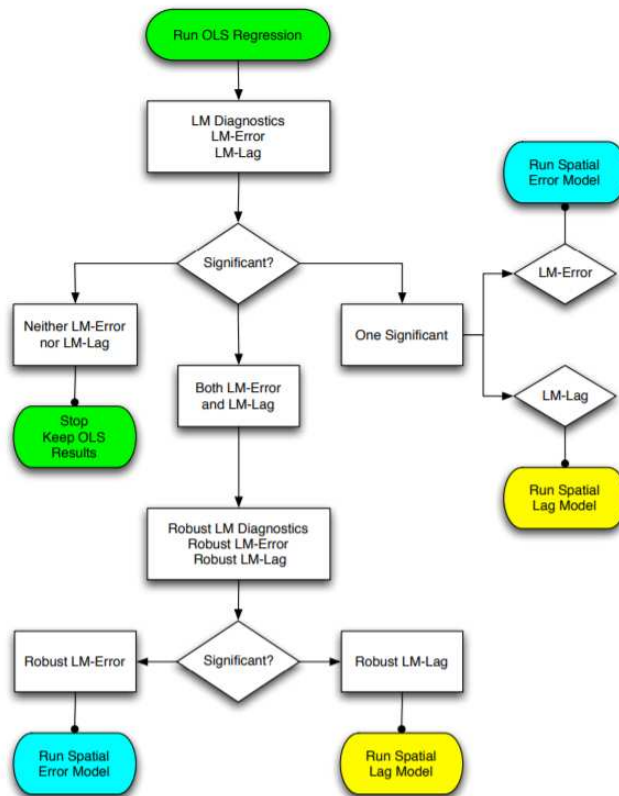 Run OLS Regression
LM Diagnostics
LM-Error
LM-Lag
Run Spatial
Error Model
Significant?
LM-Error
Neither LM-Error
nor LM-Lag
One Significant
Both LM-Error
and LM-Lag
LM-Lag
Stop
Keep OLS
Results
Run Spatial
Lag Model
Robust LM Diagnostics
Robust LM-Error
Robust LM-Lag
Robust LM-Error
Significant?
Robust LM-Lag
Run Spatial
Error Model
Run Spatial
Lag Model